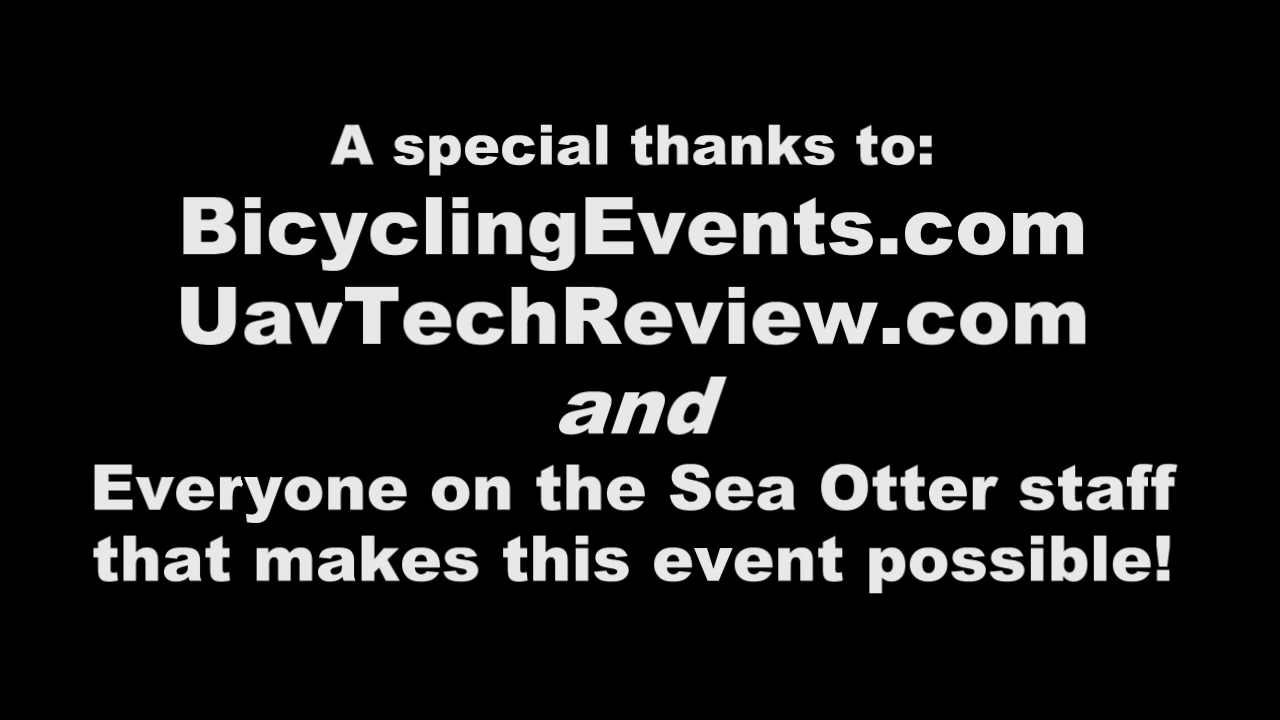 A special thanks to:
BicyclingEvents.com
UavTechReview.com
and
Everyone on the Sea Otter staff
that makes this event possible!